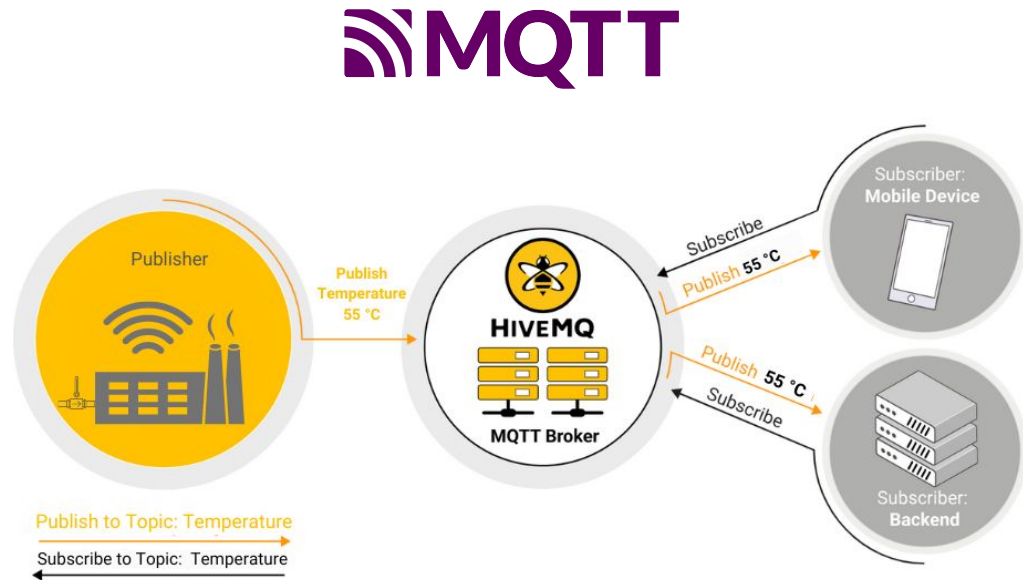 MQTT
Publisher
Publish
Temperature
55 °C
HIVEMQ
MQTT Broker
Subscribe
Publish 55 °C
Subscriber:
Mobile Device
Publish 55 °C
Subscribe
Subscriber:
Backend
Publish to Topic: Temperature
Subscribe to Topic: Temperature